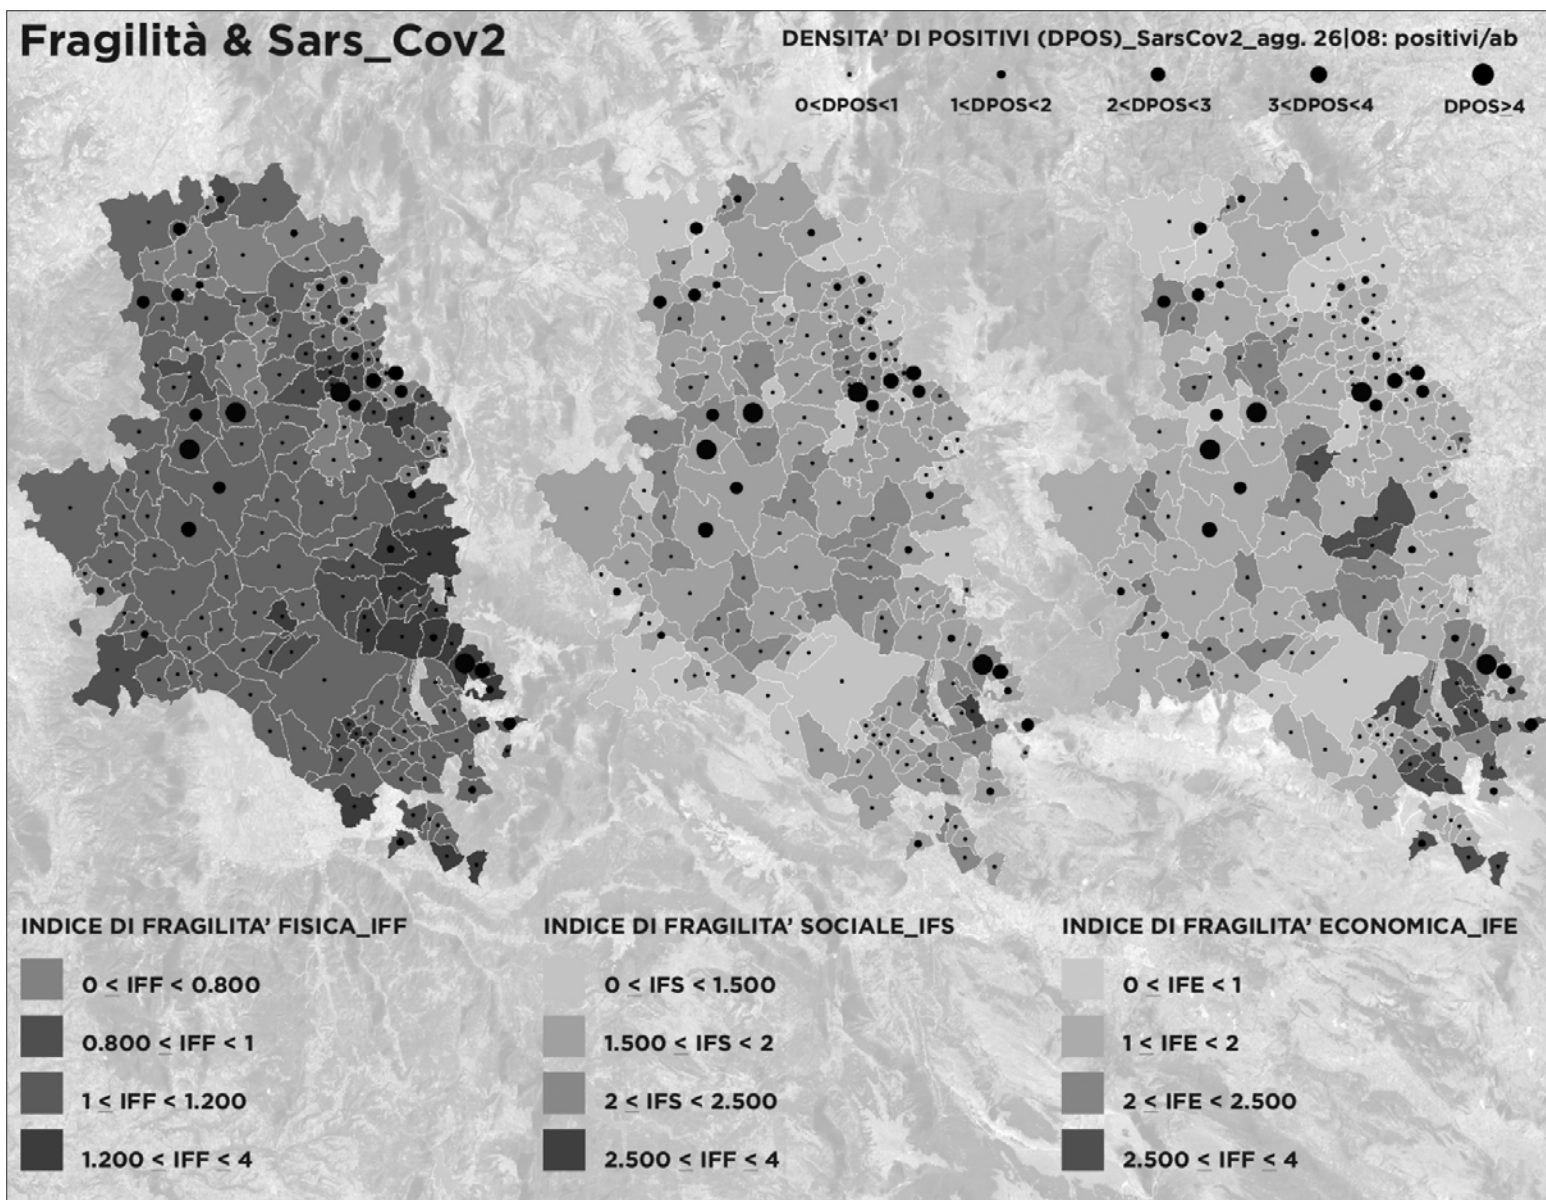 Fragilità & Sars_Cov2
DENSITA’ DI POSITIVI (DPOS)_SarsCov2_agg. 26|08: positivi/ab
0≤DPOS<1
1≤DPOS<2
2≤DPOS<3
3≤DPOS<4
DPOS≥4
INDICE DI FRAGILITA’ FISICA_IFF
0 ≤ IFF < 0.800
0.800 ≤ IFF < 1
1 ≤ IFF < 1.200
1.200 ≤ IFF ≤ 4
INDICE DI FRAGILITA’ SOCIALE_IFS
0 ≤ IFS < 1.500
1.500 ≤ IFS < 2
2 ≤ IFS < 2.500
2.500 ≤ IFF ≤ 4
INDICE DI FRAGILITA’ ECONOMICA_IFE
0 ≤ IFE < 1
1 ≤ IFE < 2
2 ≤ IFE < 2.500
2.500 ≤ IFF ≤ 4